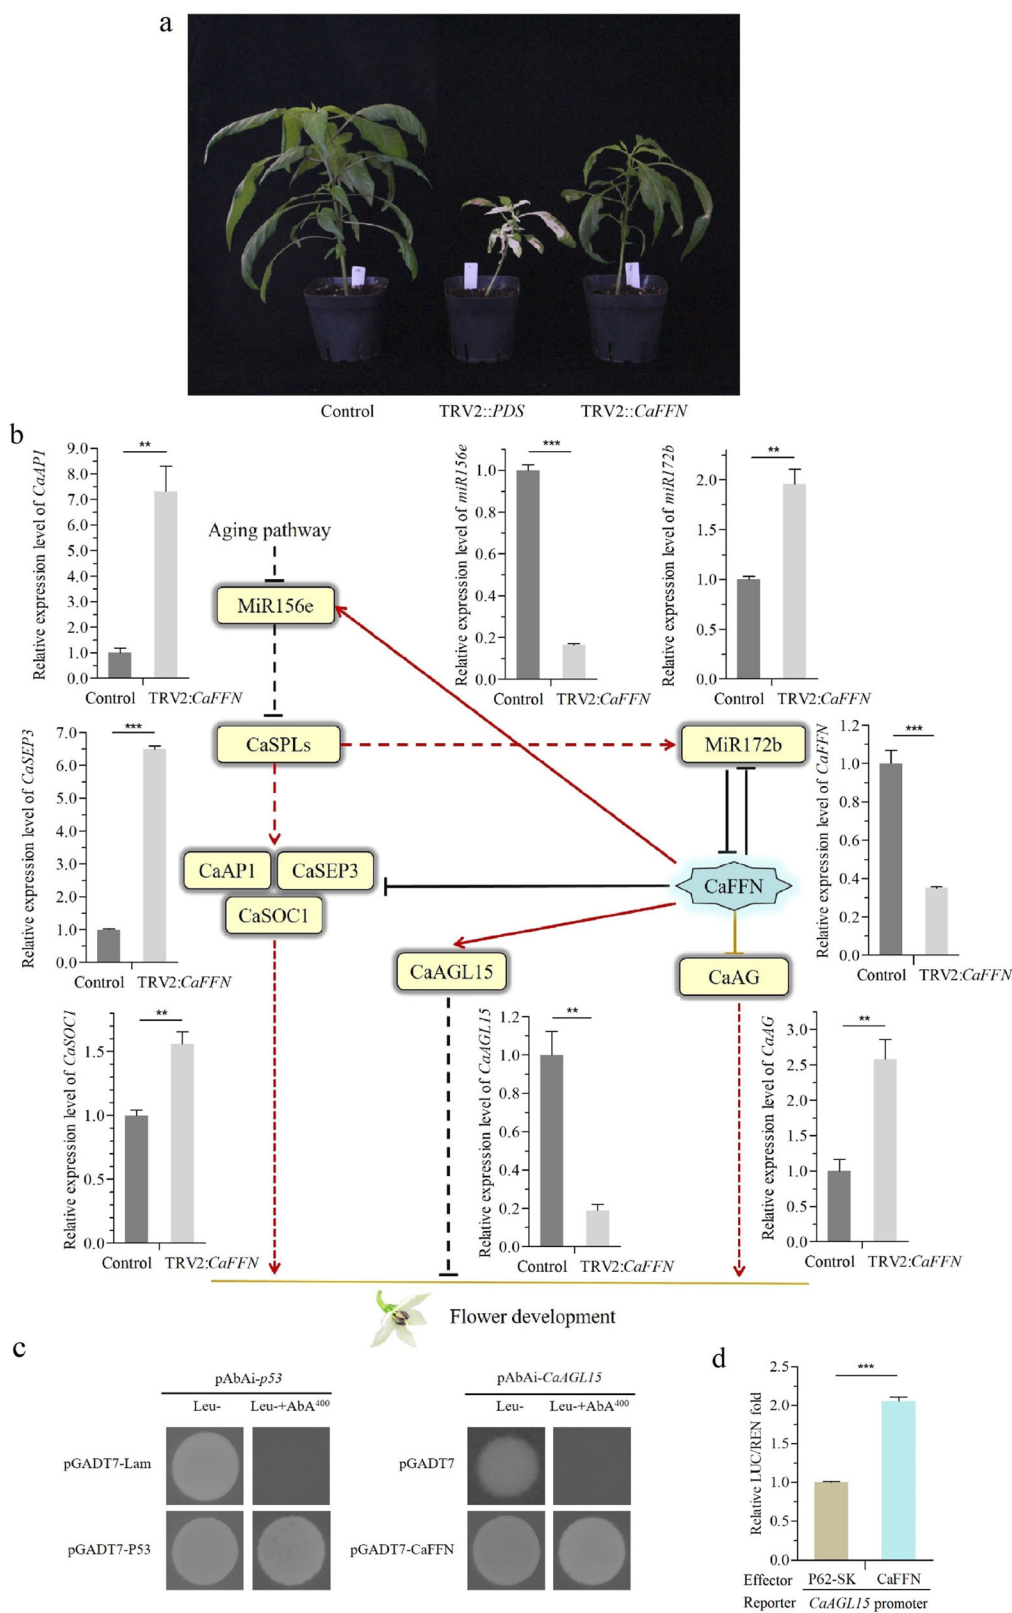 a
Control TRV2::PDS TRV2::CaFFN
b
Relative expression level of CaAP1
9.0
8.0
7.0
6.0
5.0
4.0
3.0
2.0
1.0
0.0
**
Control TRV2:CaFFN
Relative expression level of miR156e
1.0
0.8
0.6
0.4
0.2
0.0
***
Control TRV2:CaFFN
Relative expression level of miR172b
2.0
1.5
1.0
0.5
0.0
**
Control TRV2:CaFFN
Aging pathway
MiR156e
CaSPLs
MiR172b
CaAP1
CaSEP3
CaSOC1
CaFFN
CaAGL15
CaAG
Relative expression level of CaSEP3
7.0
6.0
5.0
4.0
3.0
2.0
1.0
0.0
***
Control TRV2:CaFFN
Relative expression level of CaFFN
1.2
1.0
0.8
0.6
0.4
0.2
0.0
***
Control TRV2:CaFFN
Relative expression level of CaSOC1
1.5
1.0
0.5
0.0
**
Control TRV2:CaFFN
Relative expression level of CaAGL15
1.2
1.0
0.8
0.6
0.4
0.2
0.0
**
Control TRV2:CaFFN
Relative expression level of CaAG
3.0
2.5
2.0
1.5
1.0
0.5
0.0
**
Control TRV2:CaFFN
Flower development
c
pAbAi-p53
Leu- Leu-+AbA⁴⁰⁰
pGADT7-Lam
pGADT7-P53
pAbAi-CaAGL15
Leu- Leu-+AbA⁴⁰⁰
pGADT7
pGADT7-CaFFN
d
Relative LUC/REN fold
2.5
2.0
1.5
1.0
0.5
0.0
***
Effector P62-SK CaFFN
Reporter CaAGL15 promoter